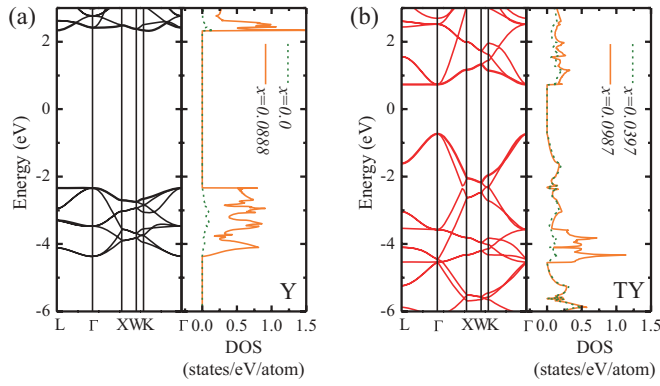 (a)
Energy (eV)
2
0
-2
-4
-6
L Γ X W K Γ
0.0 0.5 1.0 1.5
DOS
(states/eV/atom)
x=0.0
x=0.0888
Y
(b)
Energy (eV)
2
0
-2
-4
-6
L Γ X W K Γ
0.0 0.5 1.0 1.5
DOS
(states/eV/atom)
x=0.0397
x=0.0987
TY